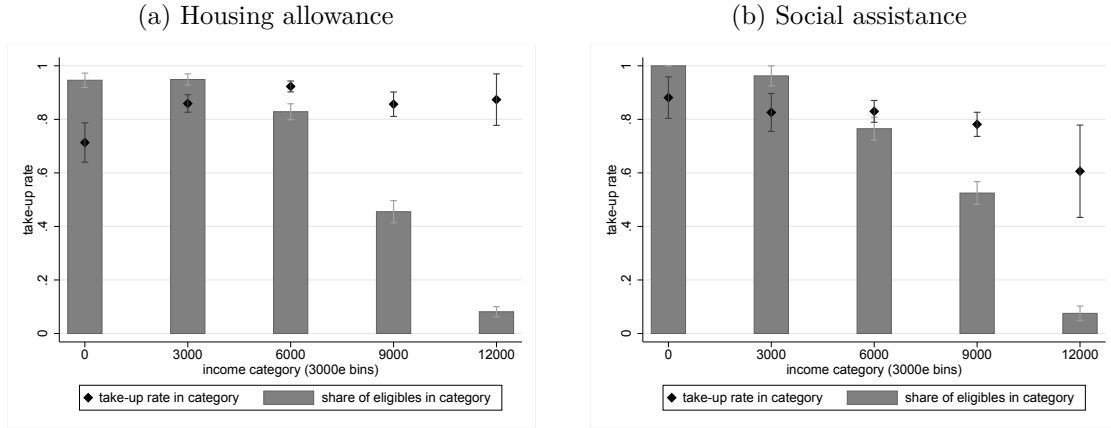 (a) Housing allowance
take-up rate
1
.8
.6
.4
.2
0
0 3000 6000 9000 12000
income category (3000e bins)
take-up rate in category share of eligibles in category
(b) Social assistance
take-up rate
1
.8
.6
.4
.2
0
0 3000 6000 9000 12000
income category (3000e bins)
take-up rate in category share of eligibles in category